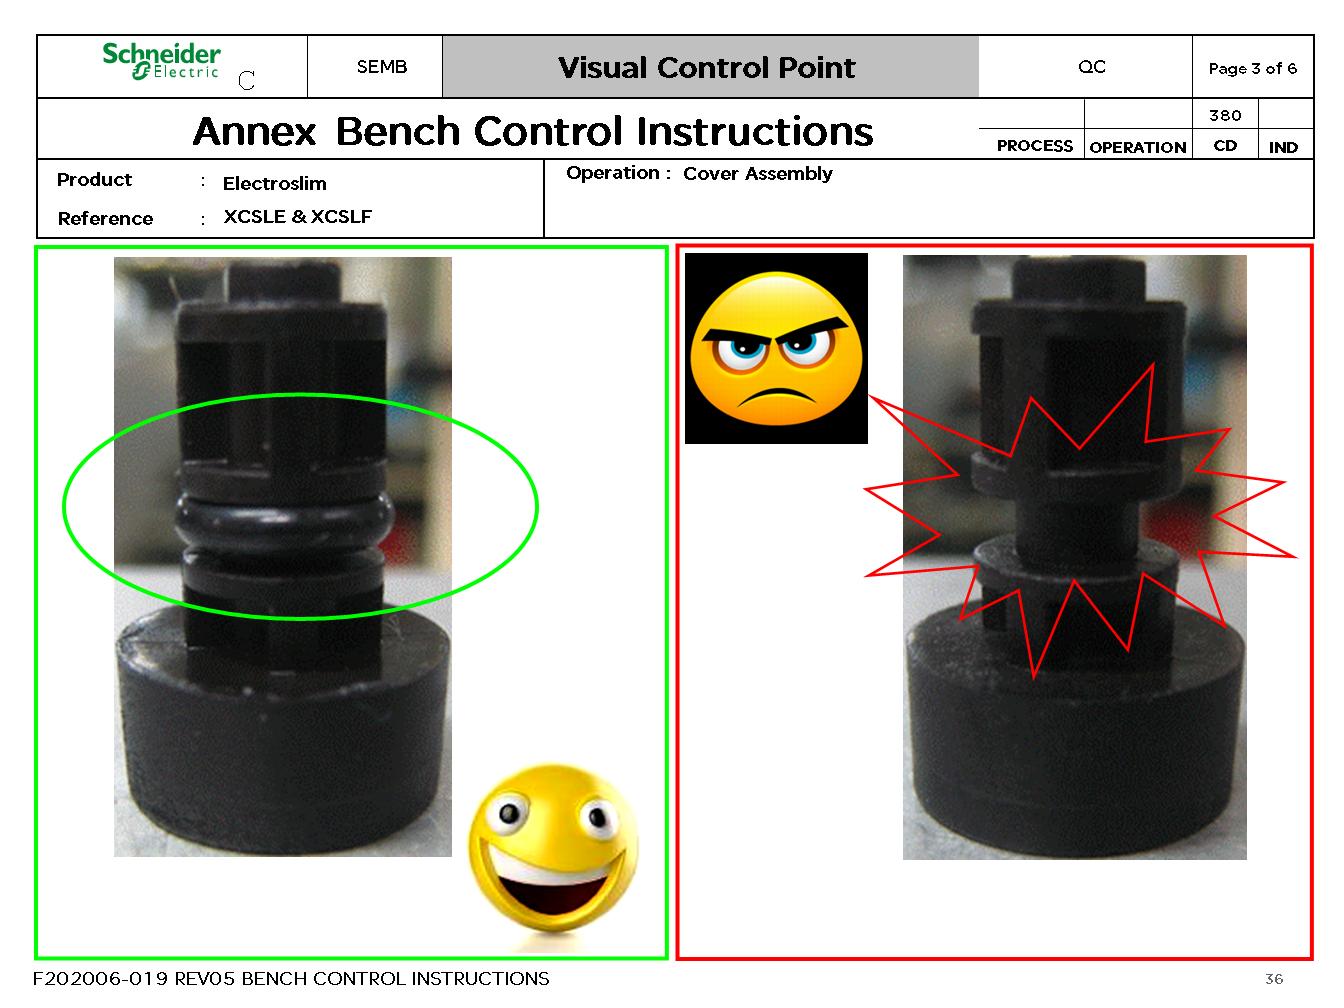 Schneider
Electric
C
SEMB
Visual Control Point
QC
Page 3 of 6
Annex Bench Control Instructions
380
PROCESS
OPERATION
CD
IND
Product : Electroslim
Operation : Cover Assembly
Reference : XCSLE & XCSLF
F202006-019 REV05 BENCH CONTROL INSTRUCTIONS
36